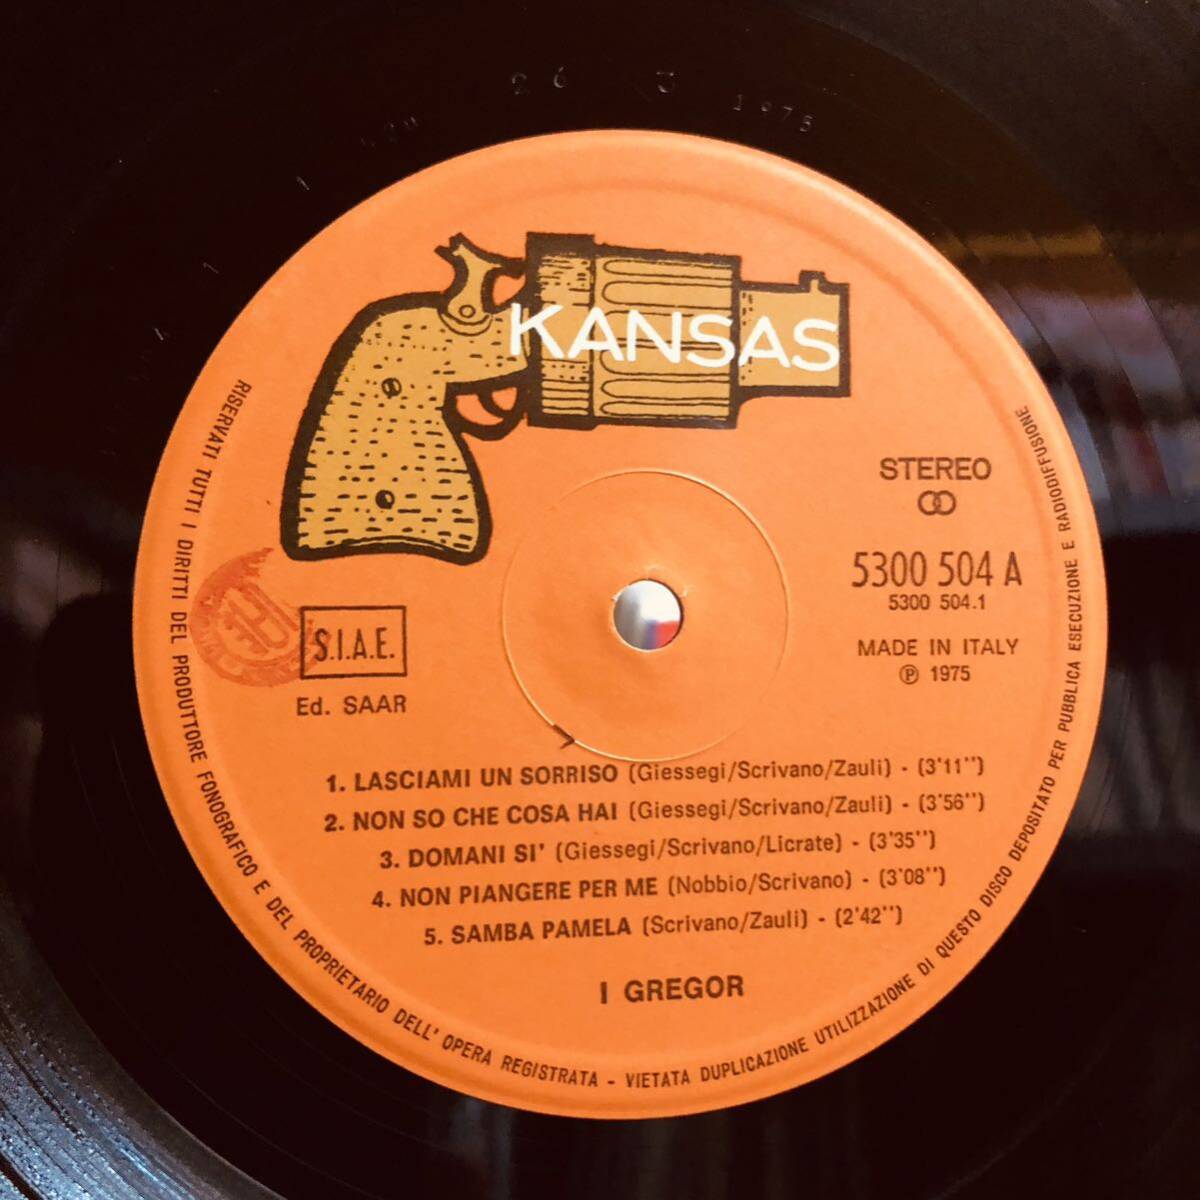 26 3 1975
KANSAS
STEREO
5300 504 A
5300 504.1
MADE IN ITALY
℗ 1975
S.I.A.E.
Ed. SAAR
1. LASCIAMI UN SORRISO (Giessegi/Scrivano/Zauli) - (3'11'')
2. NON SO CHE COSA HAI (Giessegi/Scrivano/Zauli) - (3'56'')
3. DOMANI SI' (Giessegi/Scrivano/Licrate) - (3'35'')
4. NON PIANGERE PER ME (Nobbio/Scrivano) - (3'08'')
5. SAMBA PAMELA (Scrivano/Zauli) - (2'42'')
I GREGOR
RISERVATI TUTTI I DIRITTI DEL PRODUTTORE FONOGRAFICO E DEL PROPRIETARIO DELL' OPERA REGISTRATA - VIETATA DUPLICAZIONE UTILIZZAZIONE DI QUESTO DISCO DEPOSITATO PER PUBBLICA ESECUZIONE E RADIODIFFUSIONE